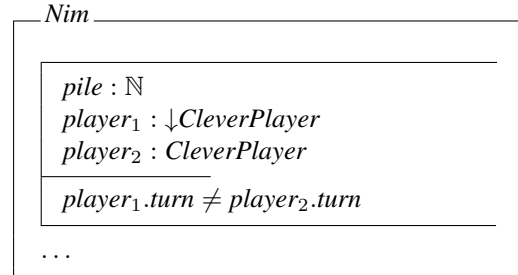 Nim
pile : ℕ
player₁ : ↓CleverPlayer
player₂ : CleverPlayer
player₁.turn ≠ player₂.turn
. . .